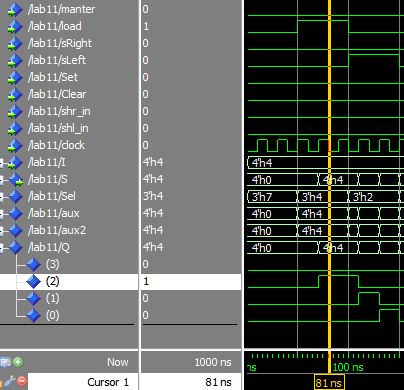 /lab11/manter 0
/lab11/load 1
/lab11/sRight 0
/lab11/sLeft 0
/lab11/Set 0
/lab11/Clear 0
/lab11/shr_in 0
/lab11/shl_in 0
/lab11/clock 0
/lab11/I 4'h4 4'h4
/lab11/S 4'h4 4'h0 4'h4
/lab11/Sel 3'h4 3'h7 3'h4 3'h2
/lab11/aux 4'h4 4'h0 4'h4
/lab11/aux2 4'h4 4'h0 4'h4
/lab11/Q 4'h4 4'h0 4'h4
(3) 0
(2) 1
(1) 0
(0) 0
Now 1000 ns ns 100 ns
Cursor 1 81 ns 81 ns